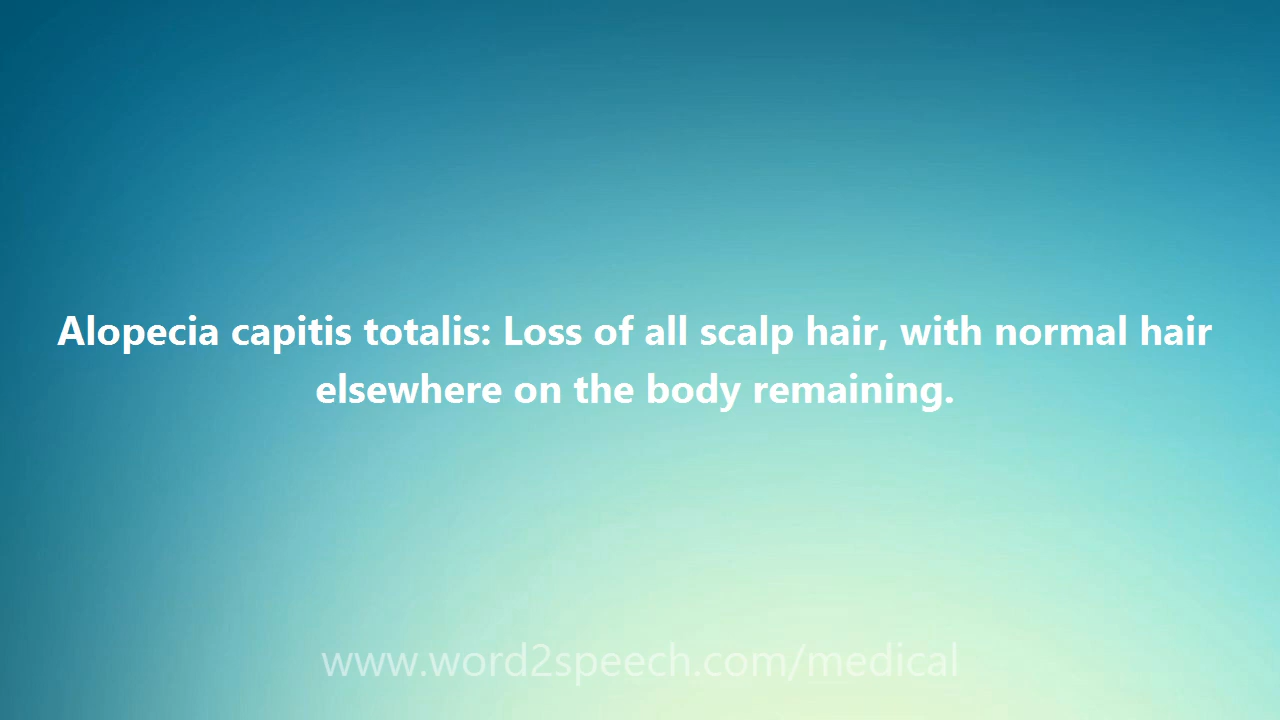 Alopecia capitis totalis: Loss of all scalp hair, with normal hair
elsewhere on the body remaining.
www.word2speech.com/medical